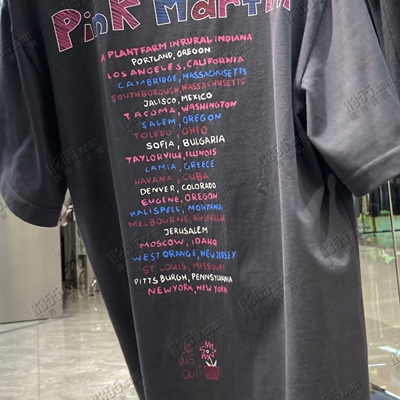 Pink Martini
A PLANT FARM IN RURAL INDIANA
PORTLAND, OREGON
LOS ANGELES, CALIFORNIA
CAMBRIDGE, MASSACHUSETTS
SOUTHBOROUGH, MASSACHUSETTS
JALISCO, MEXICO
TACOMA, WASHINGTON
SALEM, OREGON
TOLEDO, OHIO
SOFIA, BULGARIA
TAYLORVILLE, ILLINOIS
LAMIA, GREECE
HAVANA, CUBA
DENVER, COLORADO
EUGENE, OREGON
KALISPELL, MONTANA
MELBOURNE AUSTRALIA
JERUSALEM
MOSCOW, IDAHO
WEST ORANGE, NEW JERSEY
ST. LOUIS, MISSOURI
PITTSBURGH, PENNSYLVANIA
NEW YORK, NEW YORK
dis
oui!